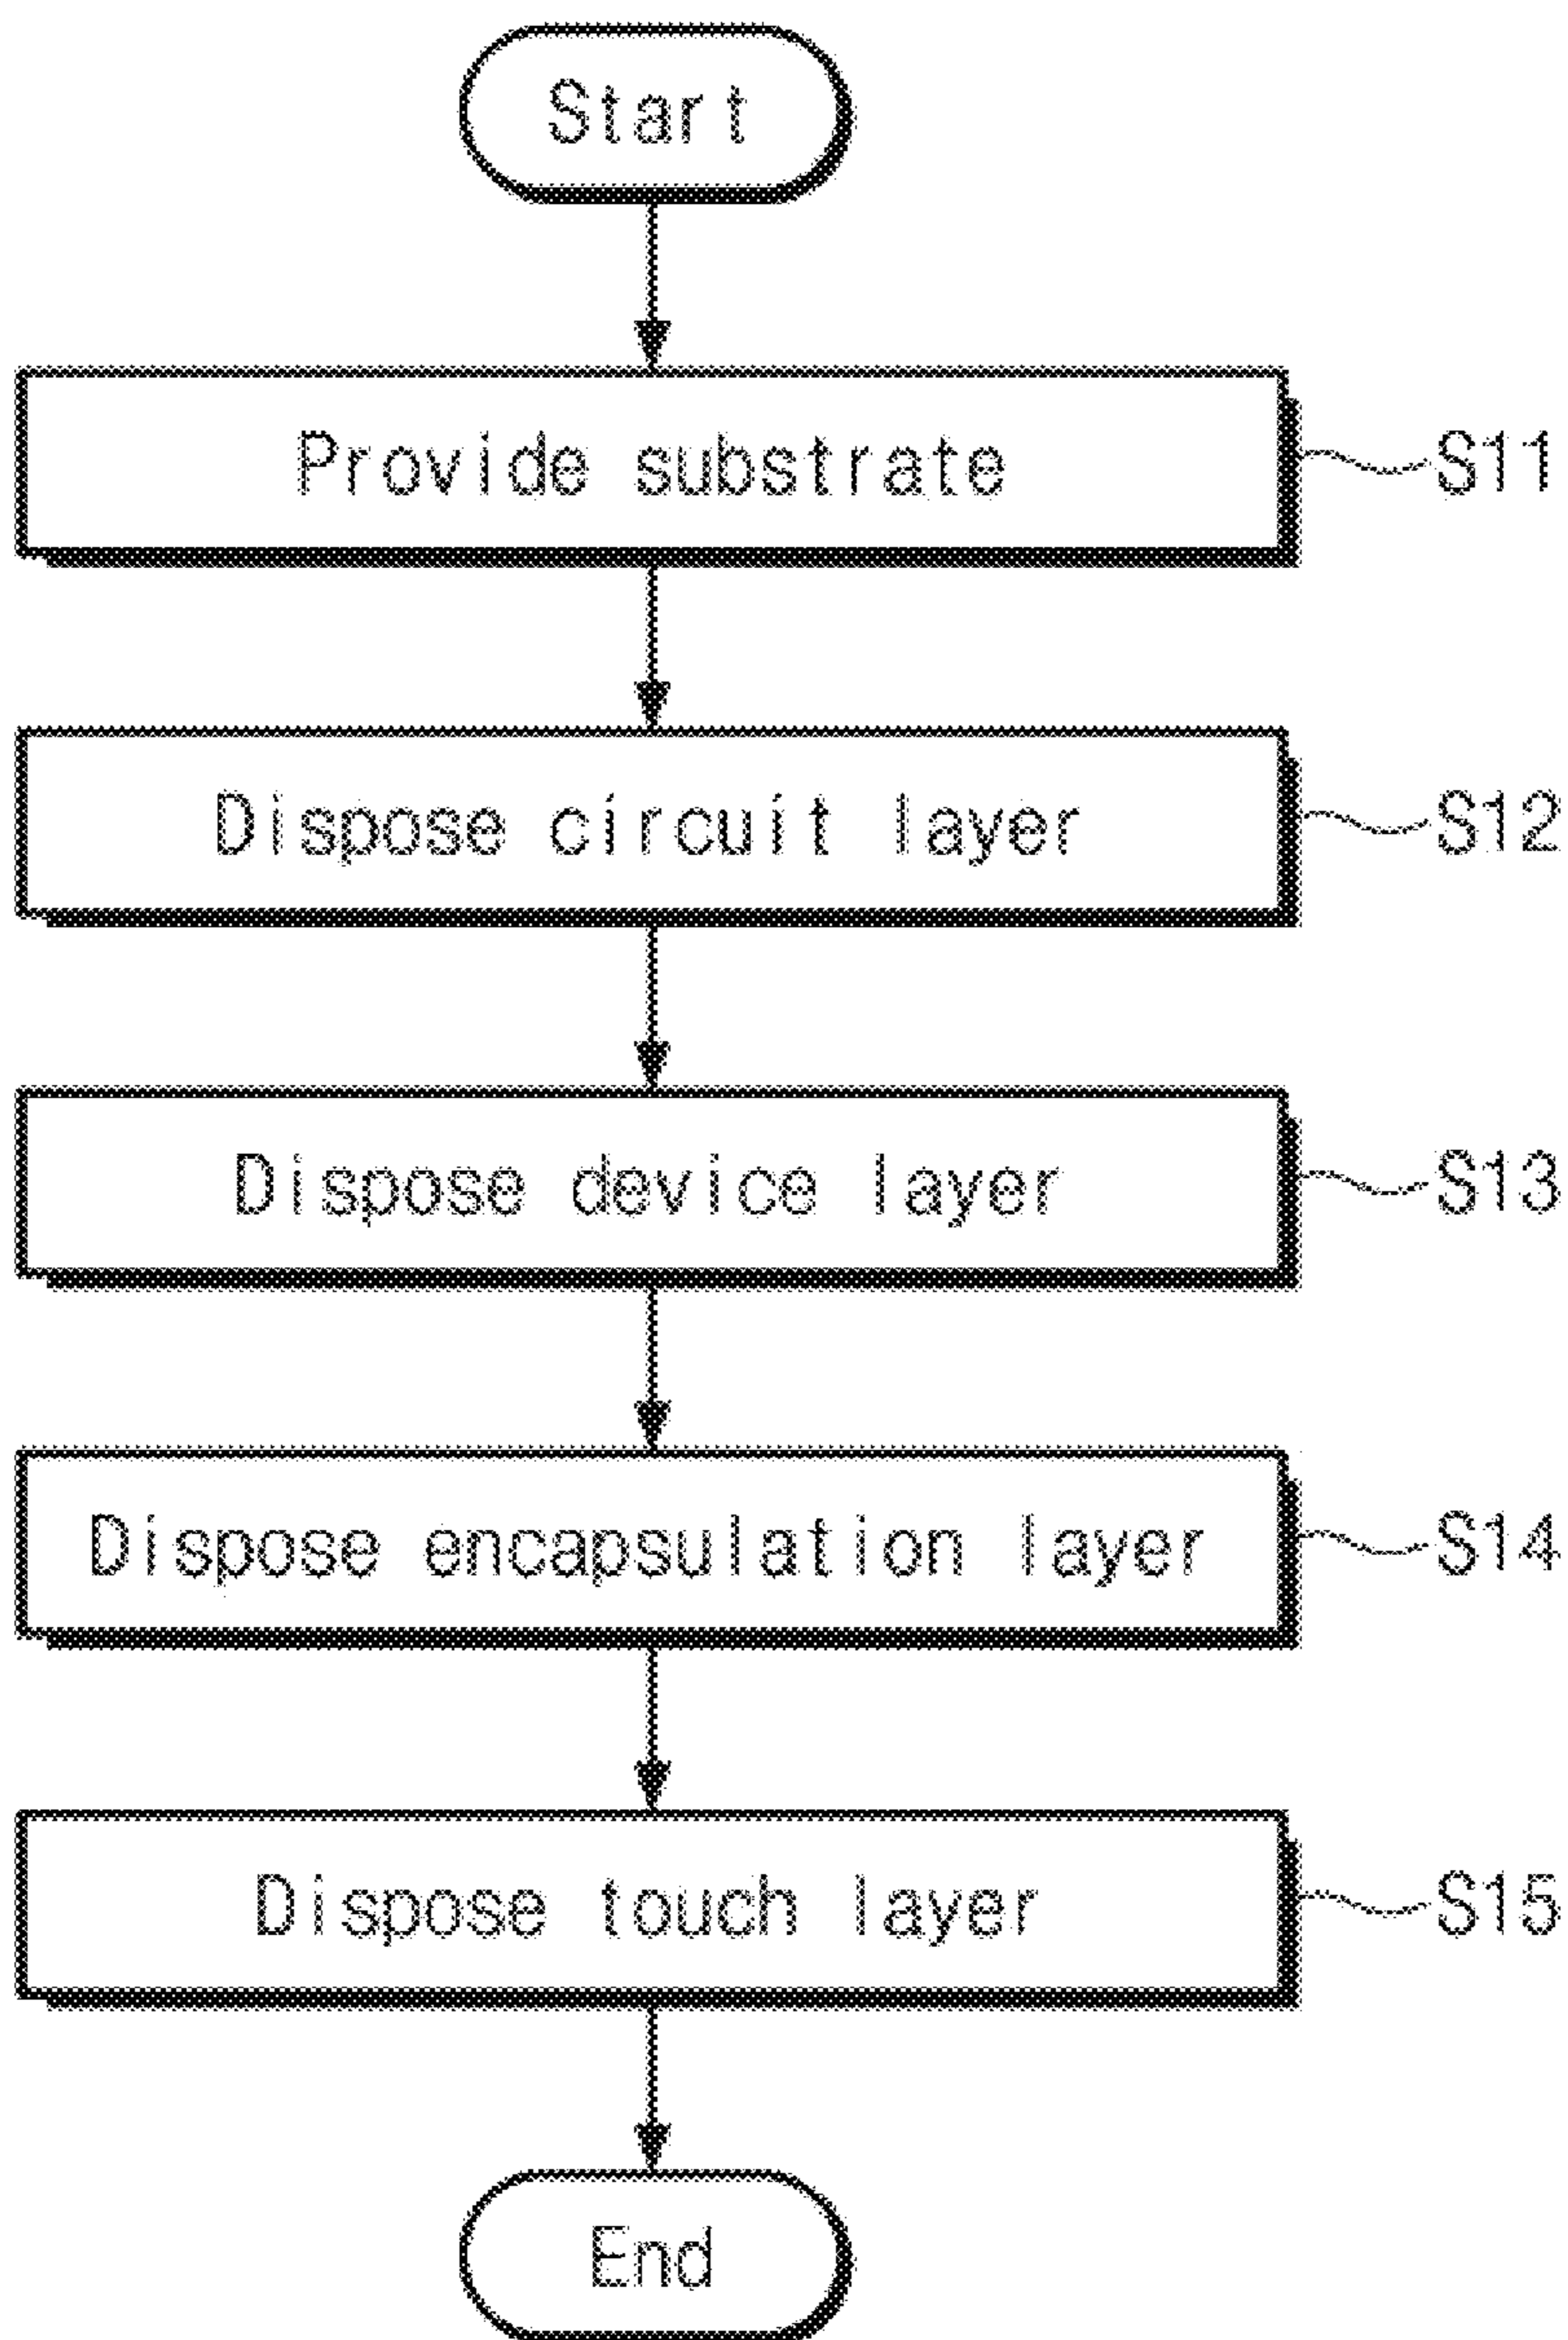 Start
Provide substrate
S11
Dispose circuit layer
S12
Dispose device layer
S13
Dispose encapsulation layer
S14
Dispose touch layer
S15
End